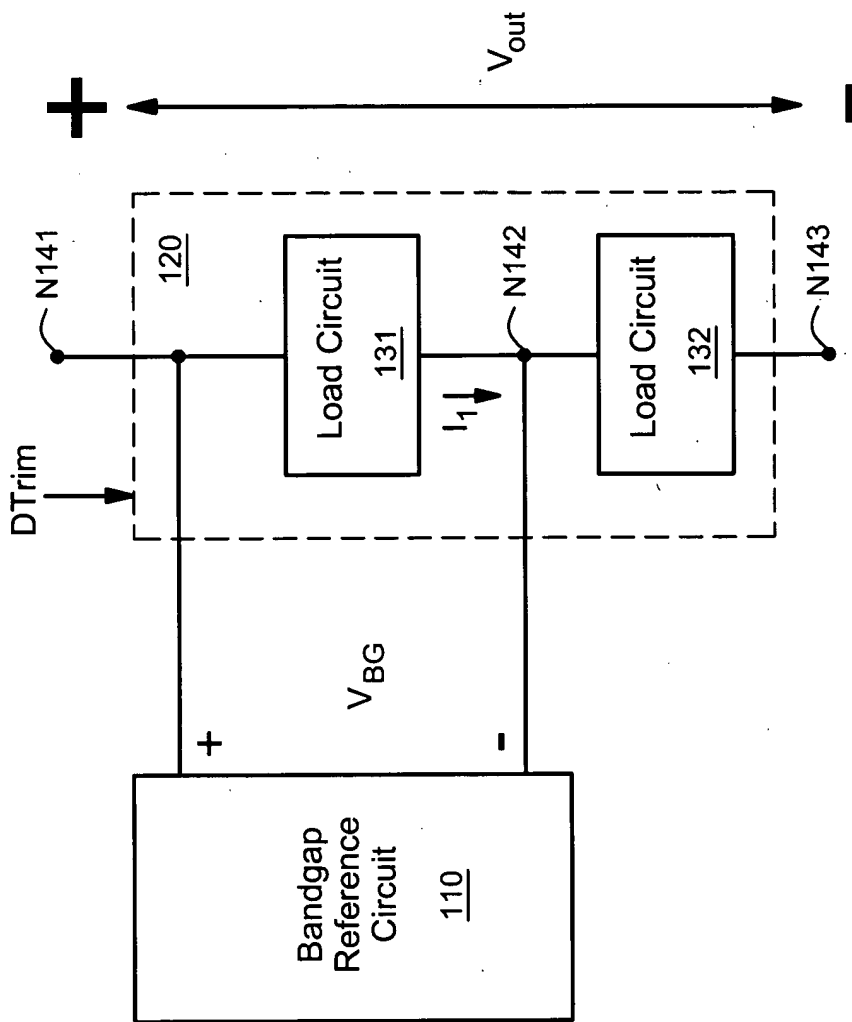 DTrim
N141
+
120
Load Circuit
131
I1
N142
Load Circuit
132
N143
Vout
-
+
VBG
-
Bandgap
Reference
Circuit
110